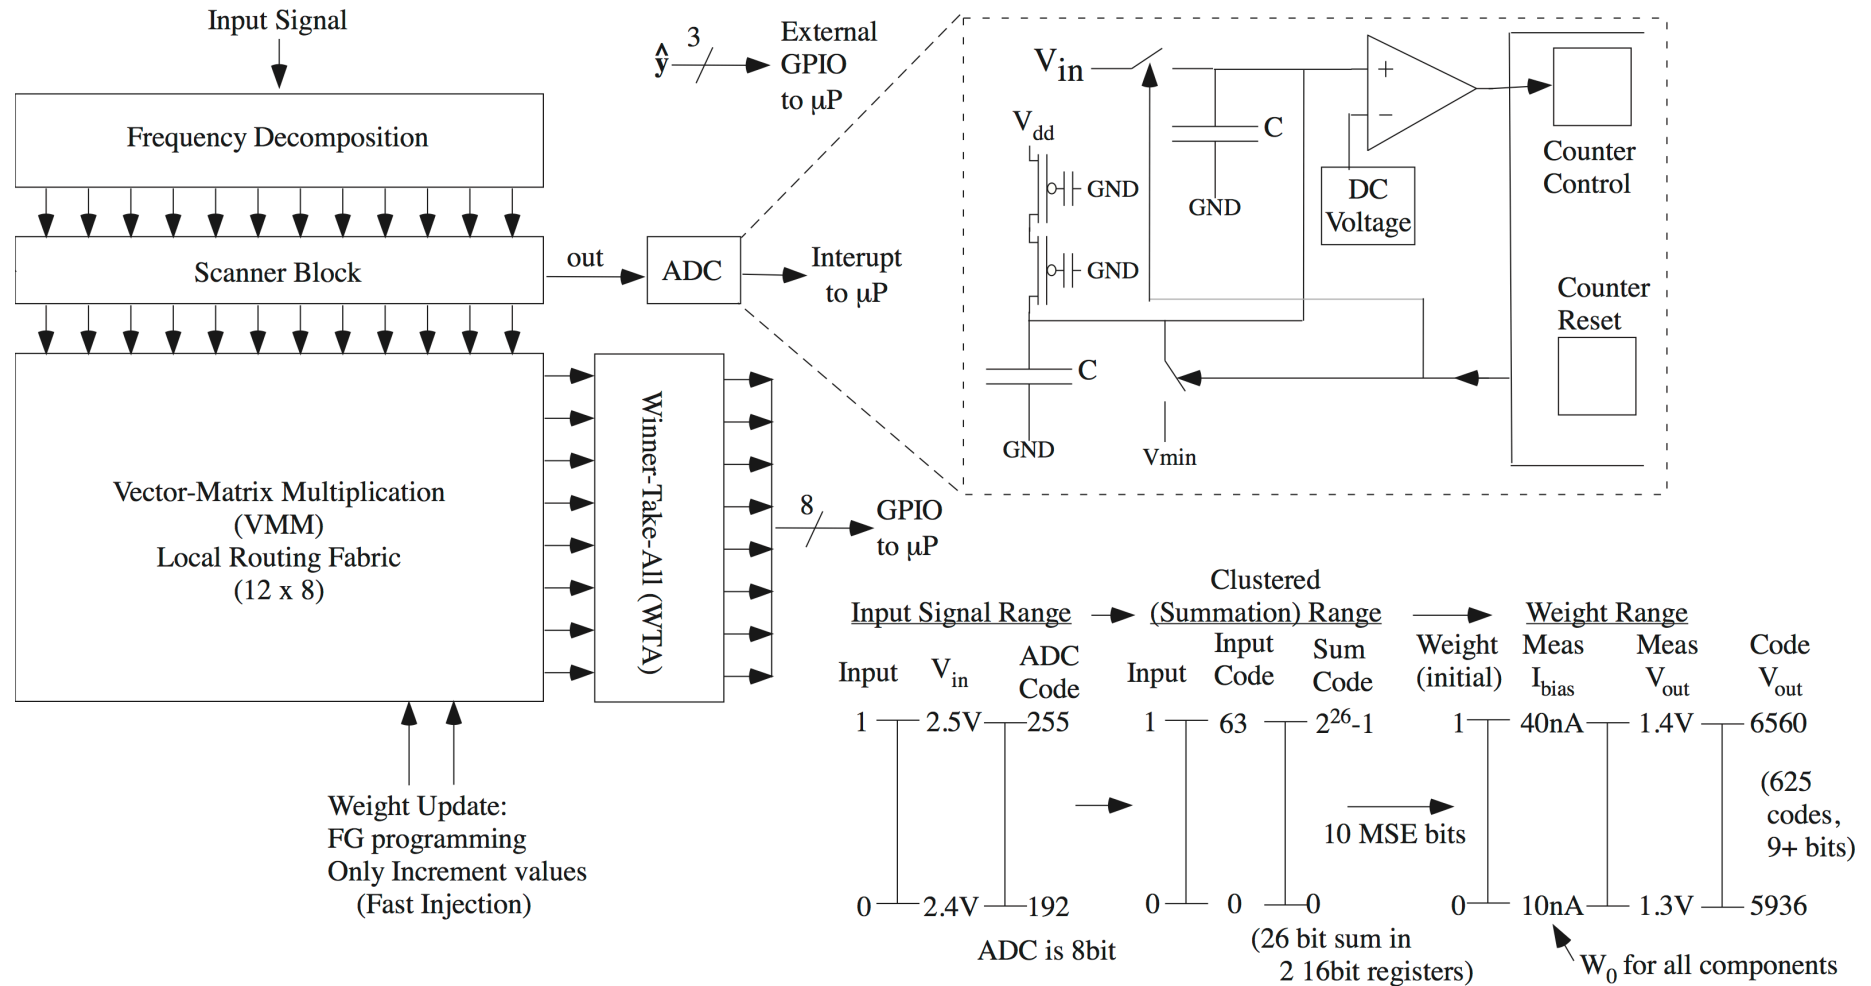 Input Signal
Frequency Decomposition
Scanner Block
out
ADC
Interupt
to μP
ŷ
3
External
GPIO
to μP
Vector-Matrix Multiplication
(VMM)
Local Routing Fabric
(12 x 8)
Winner-Take-All (WTA)
8
GPIO
to μP
Weight Update:
FG programming
Only Increment values
(Fast Injection)
Vin
Vdd
GND
GND
C
GND
+
−
DC
Voltage
Counter
Control
Counter
Reset
C
GND
Vmin
Input Signal Range
Clustered
(Summation) Range
Weight Range
Input
Vin
ADC
Code
Input
Input
Code
Sum
Code
Weight
(initial)
Meas
Ibias
Meas
Vout
Code
Vout
1 2.5V 255
1 63 2^26-1
1 40nA 1.4V 6560
10 MSE bits
(625
codes,
9+ bits)
0 2.4V 192
0 0 0
0 10nA 1.3V 5936
ADC is 8bit
(26 bit sum in
2 16bit registers)
W0 for all components